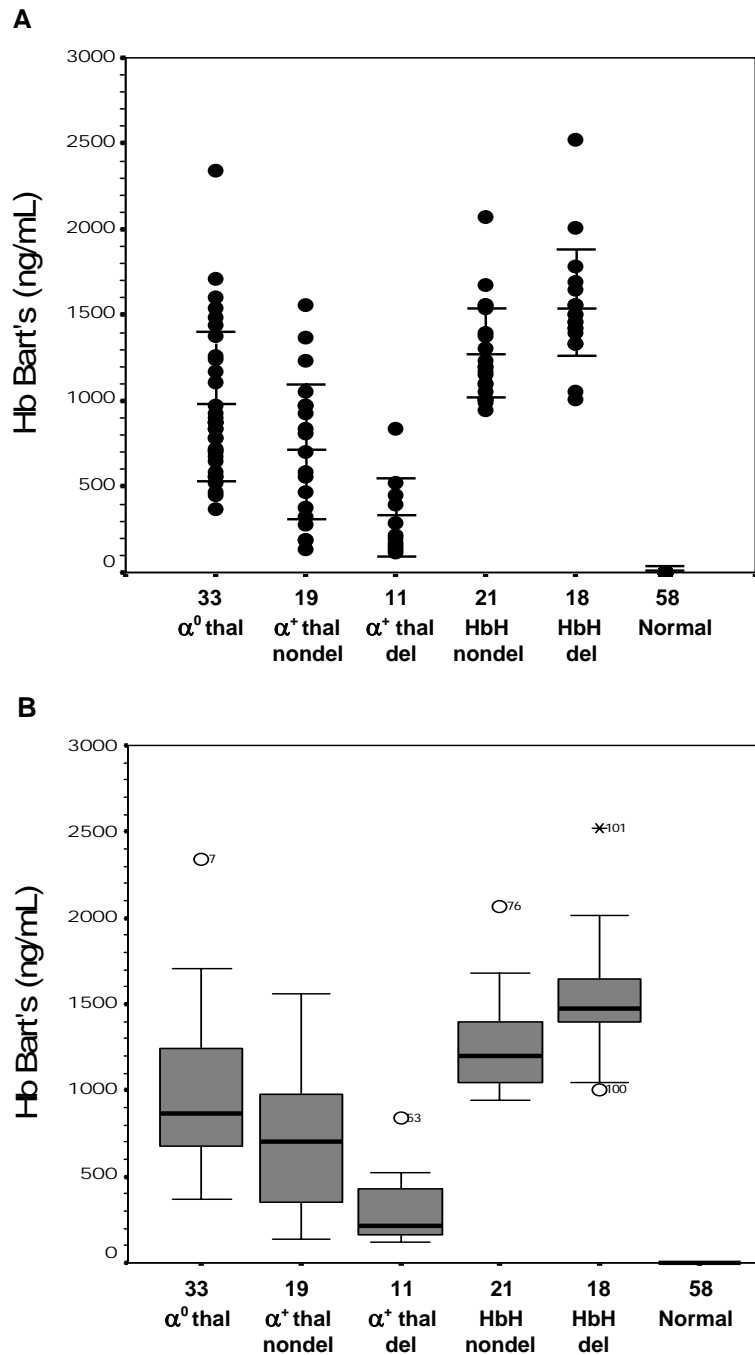 A
Hb Bart's (ng/mL)
3000
2500
2000
1500
1000
500
0
33 19 11 21 18 58
α⁰ thal α⁺ thal α⁺ thal HbH HbH Normal
nondel del nondel del
B
Hb Bart's (ng/mL)
3000
2500
2000
1500
1000
500
0
7
53
76
101
100
33 19 11 21 18 58
α⁰ thal α⁺ thal α⁺ thal HbH HbH Normal
nondel del nondel del